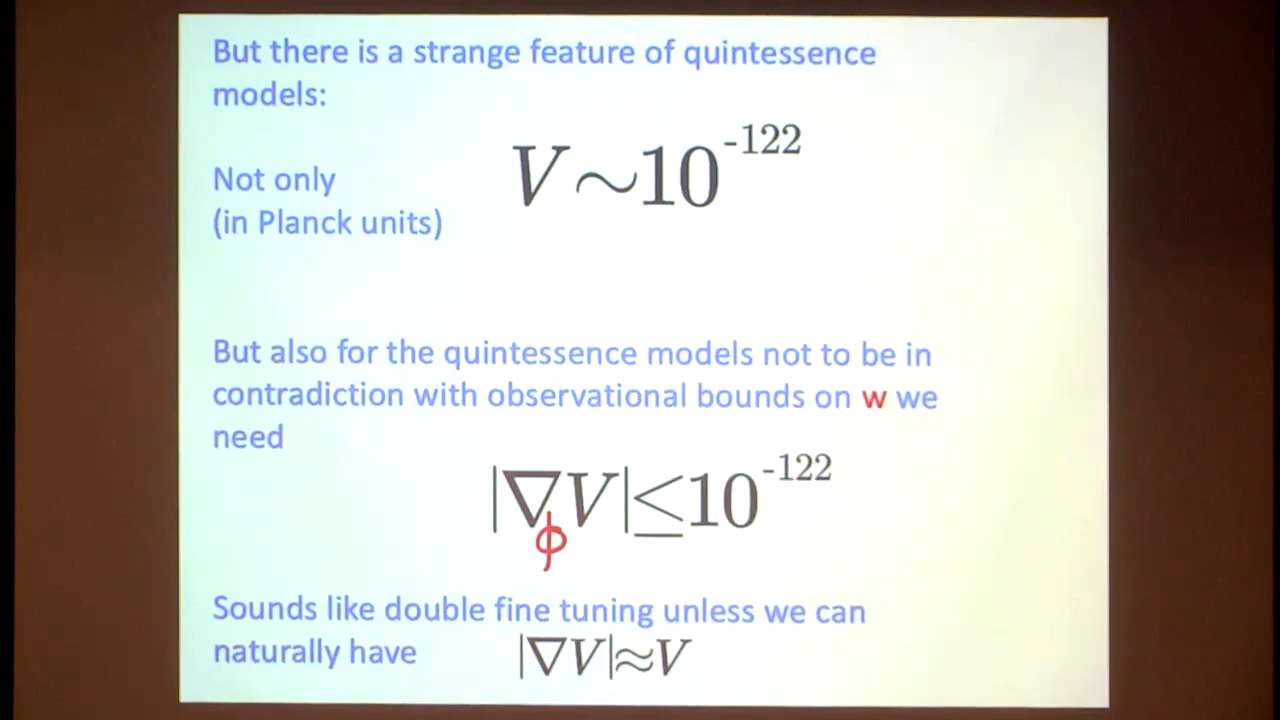 But there is a strange feature of quintessence
models:
V~10^-122
Not only
(in Planck units)
But also for the quintessence models not to be in
contradiction with observational bounds on w we
need
|∇_ϕ V|≤10^-122
Sounds like double fine tuning unless we can
naturally have |∇V|≈V